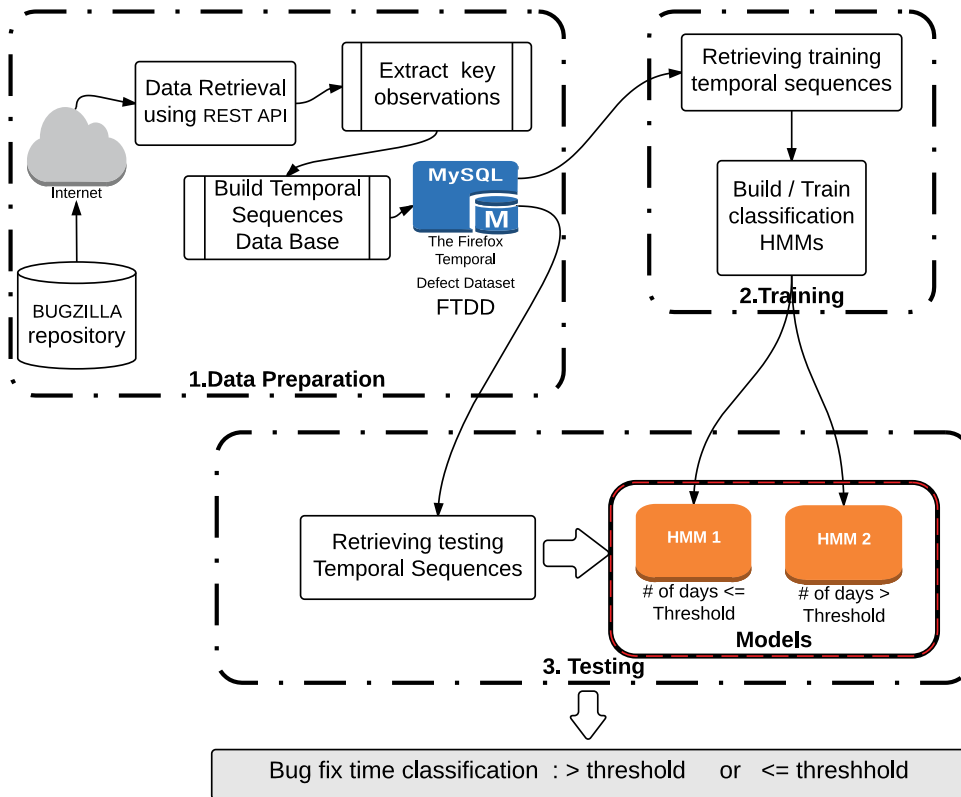 Data Retrieval
using REST API
Extract key
observations
Internet
Build Temporal
Sequences
Data Base
MySQL
M
The Firefox
Temporal
Defect Dataset
FTDD
BUGZILLA
repository
1.Data Preparation
Retrieving training
temporal sequences
Build / Train
classification
HMMs
2.Training
Retrieving testing
Temporal Sequences
HMM 1
# of days <=
Threshold
HMM 2
# of days >
Threshold
Models
3. Testing
Bug fix time classification : > threshold or <= threshhold